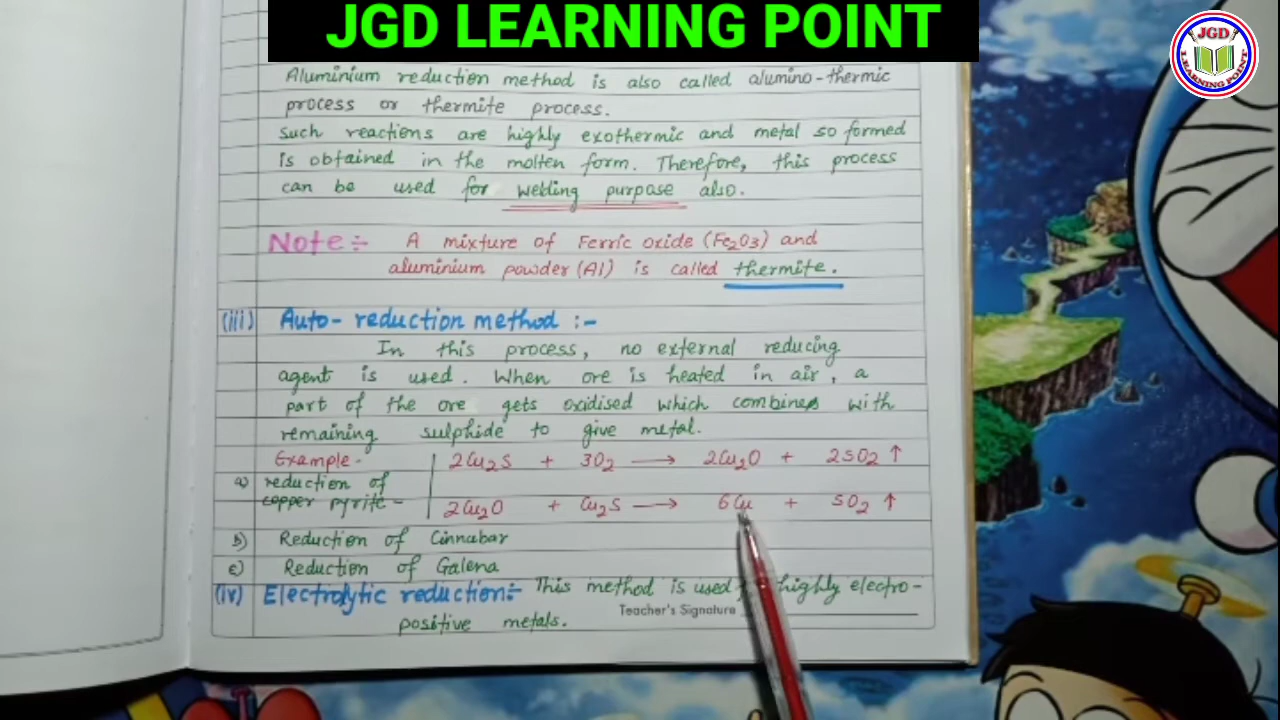 JGD LEARNING POINT
JGD
LEARNING POINT
Aluminium reduction method is also called alumino-thermic
process or thermite process.
Such reactions are highly exothermic and metal so formed
is obtained in the molten form. Therefore, this process
can be used for welding purpase also.
Note:- A mixture of Ferric oxide (Fe2O3) and
aluminium powder (Al) is called thermite.
(iii) Auto-reduction method :-
In this process, no external reducing
agent is used. When ore is heated in air, a
part of the ore gets oxidised which combines with
remaining sulphide to give metal.
Example- 2Cu2S + 3O2 → 2Cu2O + 2SO2 ↑
a) reduction of
copper pyrite- 2Cu2O + Cu2S → 6Cu + SO2 ↑
b) Reduction of Cinnabar
c) Reduction of Galena
(iv) Electrolytic reduction:- This method is used highly electro-
Teacher's Signature
positive metals.